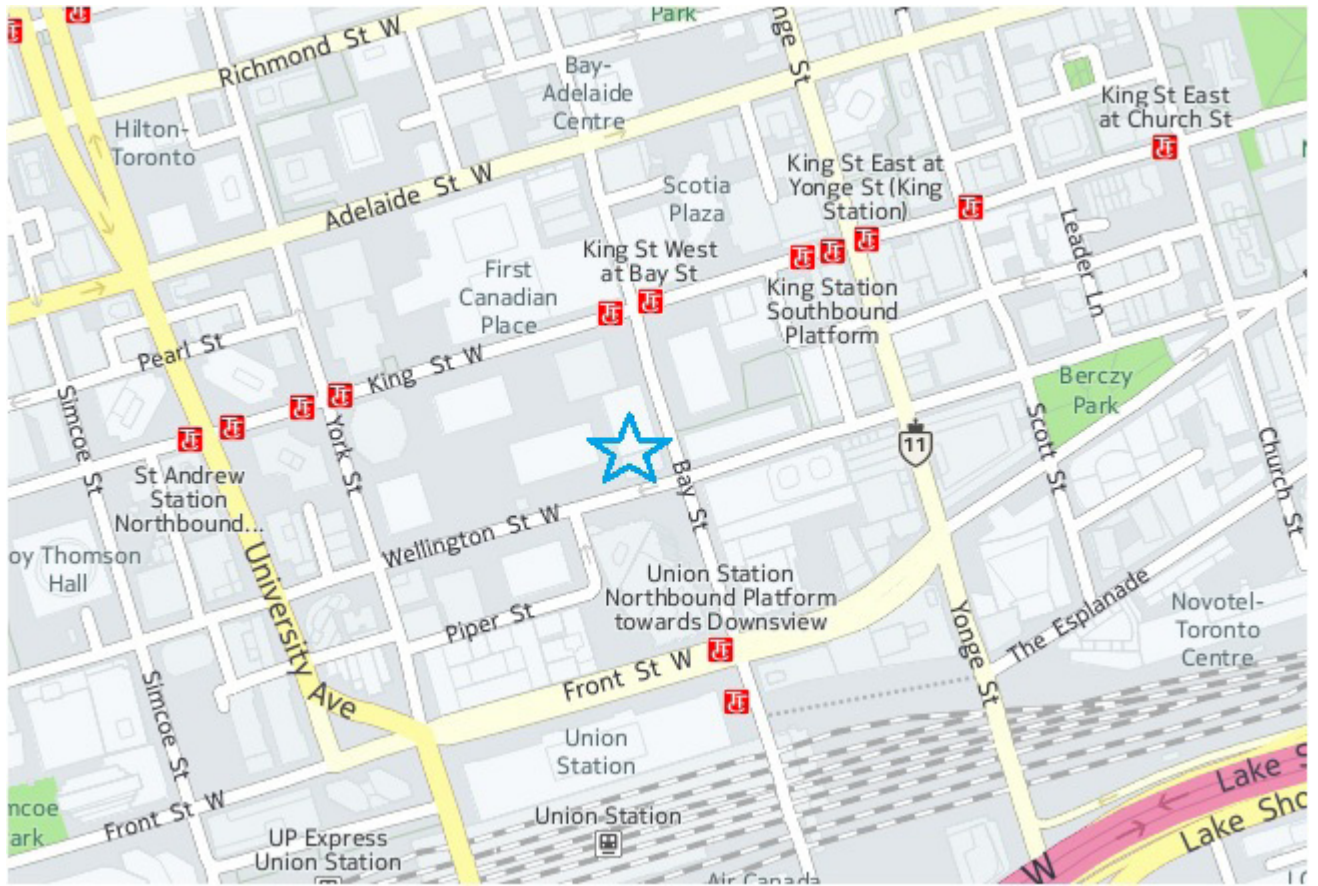 Park
Richmond St W
nge St
Bay-
Adelaide
Centre
King St East
at Church St
Hilton-
Toronto
Adelaide St W
King St East at
Yonge St (King
Station)
Scotia
Plaza
Leader Ln
King St West
at Bay St
First
Canadian
Place
King Station
Southbound
Platform
Pearl St
King St W
Berczy
Park
Simcoe St
York St
11
Scott St
Church St
St Andrew
Station
Northbound...
Bay St
Wellington St W
oy Thomson
Hall
University Ave
Union Station
Northbound Platform
towards Downsview
Piper St
The Esplanade
Novotel-
Toronto
Centre
Yonge St
Front St W
Simcoe St
Union
Station
Lake S
Lake Sho
mcoe
ark
Front St W
Union Station
UP Express
Union Station
W
Air Canada